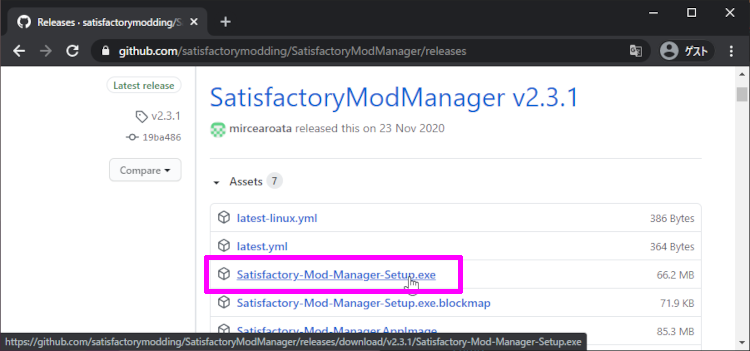 Releases · satisfactorymodding/S
github.com/satisfactorymodding/SatisfactoryModManager/releases
ゲスト
Latest release
v2.3.1
19ba486
Compare
SatisfactoryModManager v2.3.1
mircearoata released this on 23 Nov 2020
Assets 7
latest-linux.yml 386 Bytes
latest.yml 364 Bytes
Satisfactory-Mod-Manager-Setup.exe 66.2 MB
Satisfactory-Mod-Manager-Setup.exe.blockmap 71.9 KB
Satisfactory-Mod-Manager.AppImage 85.3 MB
https://github.com/satisfactorymodding/SatisfactoryModManager/releases/download/v2.3.1/Satisfactory-Mod-Manager-Setup.exe